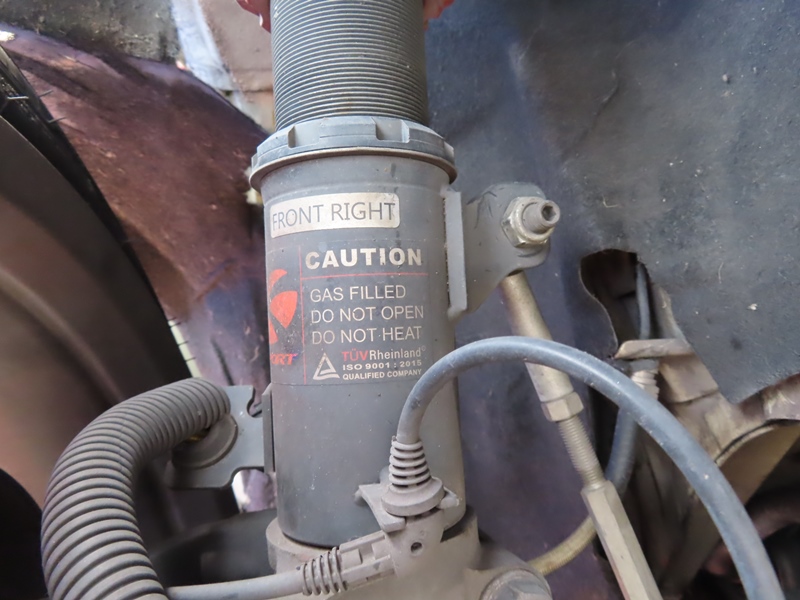 FRONT RIGHT
CAUTION
GAS FILLED
DO NOT OPEN
DO NOT HEAT
TÜVRheinland®
ISO 9001 : 2015
QUALIFIED COMPANY